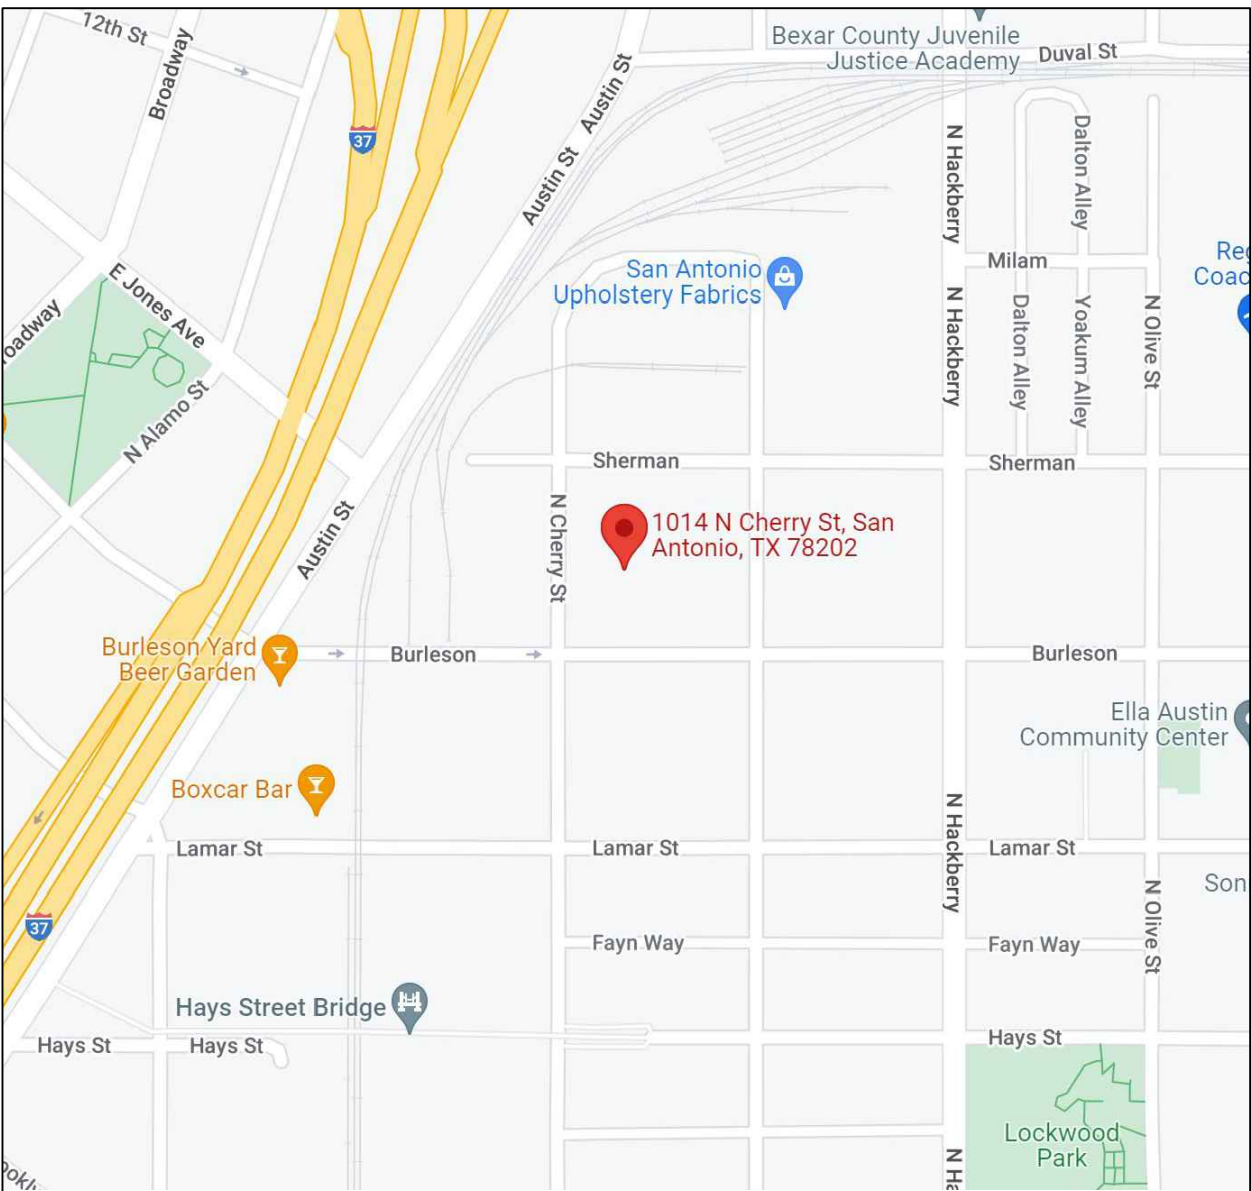 12th St
Broadway
37
Austin St
Austin St
Bexar County Juvenile
Justice Academy
Duval St
N Hackberry
Dalton Alley
E Jones Ave
roadway
San Antonio
Upholstery Fabrics
Milam
Reg
Coac
N Hackberry
Dalton Alley
Yoakum Alley
N Olive St
N Alamo St
Sherman
Sherman
Austin St
N Cherry St
1014 N Cherry St, San
Antonio, TX 78202
Burleson Yard
Beer Garden
Burleson
Burleson
Ella Austin
Community Center
Boxcar Bar
N Hackberry
Lamar St
Lamar St
Lamar St
Son
N Olive St
37
Fayn Way
Fayn Way
Hays Street Bridge
Hays St
Hays St
Hays St
Lockwood
Park
N Ha